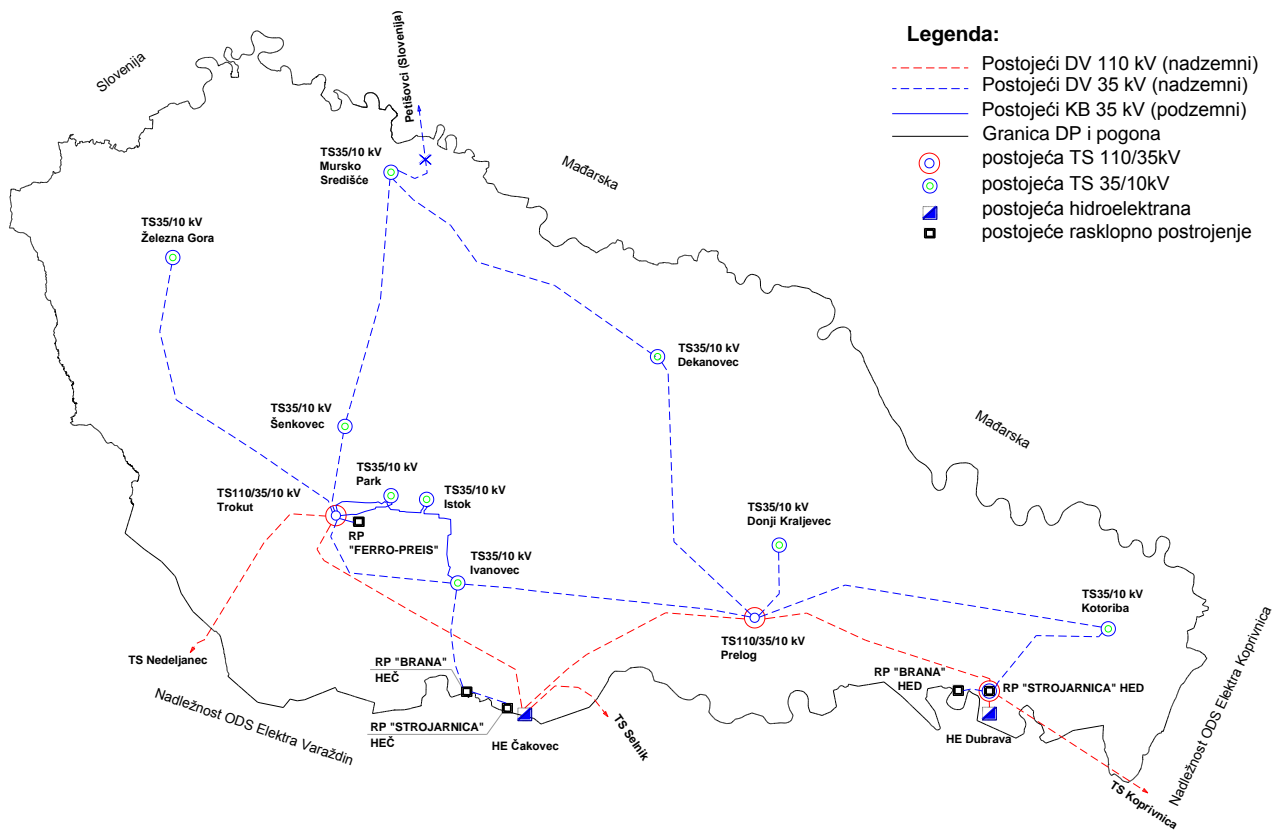 Legenda:
Postojeći DV 110 kV (nadzemni)
Postojeći DV 35 kV (nadzemni)
Postojeći KB 35 kV (podzemni)
Granica DP i pogona
postojeća TS 110/35kV
postojeća TS 35/10kV
postojeća hidroelektrana
postojeće rasklopno postrojenje
Slovenija
Petišovci (Slovenija)
Mađarska
TS35/10 kV
Mursko
Središće
TS35/10 kV
Železna Gora
TS35/10 kV
Dekanovec
TS35/10 kV
Šenkovec
Mađarska
TS35/10 kV
Park
TS35/10 kV
Istok
TS110/35/10 kV
Trokut
RP
"FERRO-PREIS"
TS35/10 kV
Donji Kraljevec
TS35/10 kV
Ivanovec
TS35/10 kV
Kotoriba
TS110/35/10 kV
Prelog
TS Nedeljanec
RP "BRANA"
HEČ
RP "STROJARNICA"
HEČ
HE Čakovec
TS Selnik
RP "BRANA"
HED
RP "STROJARNICA" HED
HE Dubrava
TS Koprivnica
Nadležnost ODS Elektra Varaždin
Nadležnost ODS Elektra Koprivnica